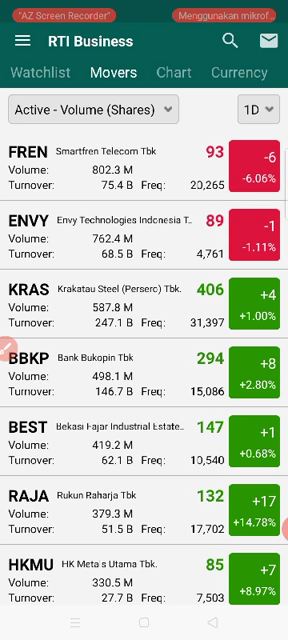 "AZ Screen Recorder"
Menggunakan mikrof...
RTI Business
Watchlist Movers Chart Currency
Active - Volume (Shares) 1D
FREN Smartfren Telecom Tbk 93 -6
Volume: 802.3 M
Turnover: 75.4 B Freq: 20,265 -6.06%
ENVY Envy Technologies Indonesia T.. 89 -1
Volume: 762.4 M
Turnover: 68.5 B Freq: 4,761 -1.11%
KRAS Krakatau Steel (Persero) Tbk. 406 +4
Volume: 587.8 M
Turnover: 247.1 B Freq: 31,397 +1.00%
BBKP Bank Bukopin Tbk 294 +8
Volume: 498.1 M
Turnover: 146.7 B Freq: 15,086 +2.80%
BEST Bekasi Fajar Industrial Estate.. 147 +1
Volume: 419.2 M
Turnover: 62.1 B Freq: 10,540 +0.68%
RAJA Rukun Raharja Tbk 132 +17
Volume: 379.3 M
Turnover: 51.5 B Freq: 17,702 +14.78%
HKMU HK Metals Utama Tbk. 85 +7
Volume: 330.5 M
Turnover: 27.7 B Freq: 7,503 +8.97%